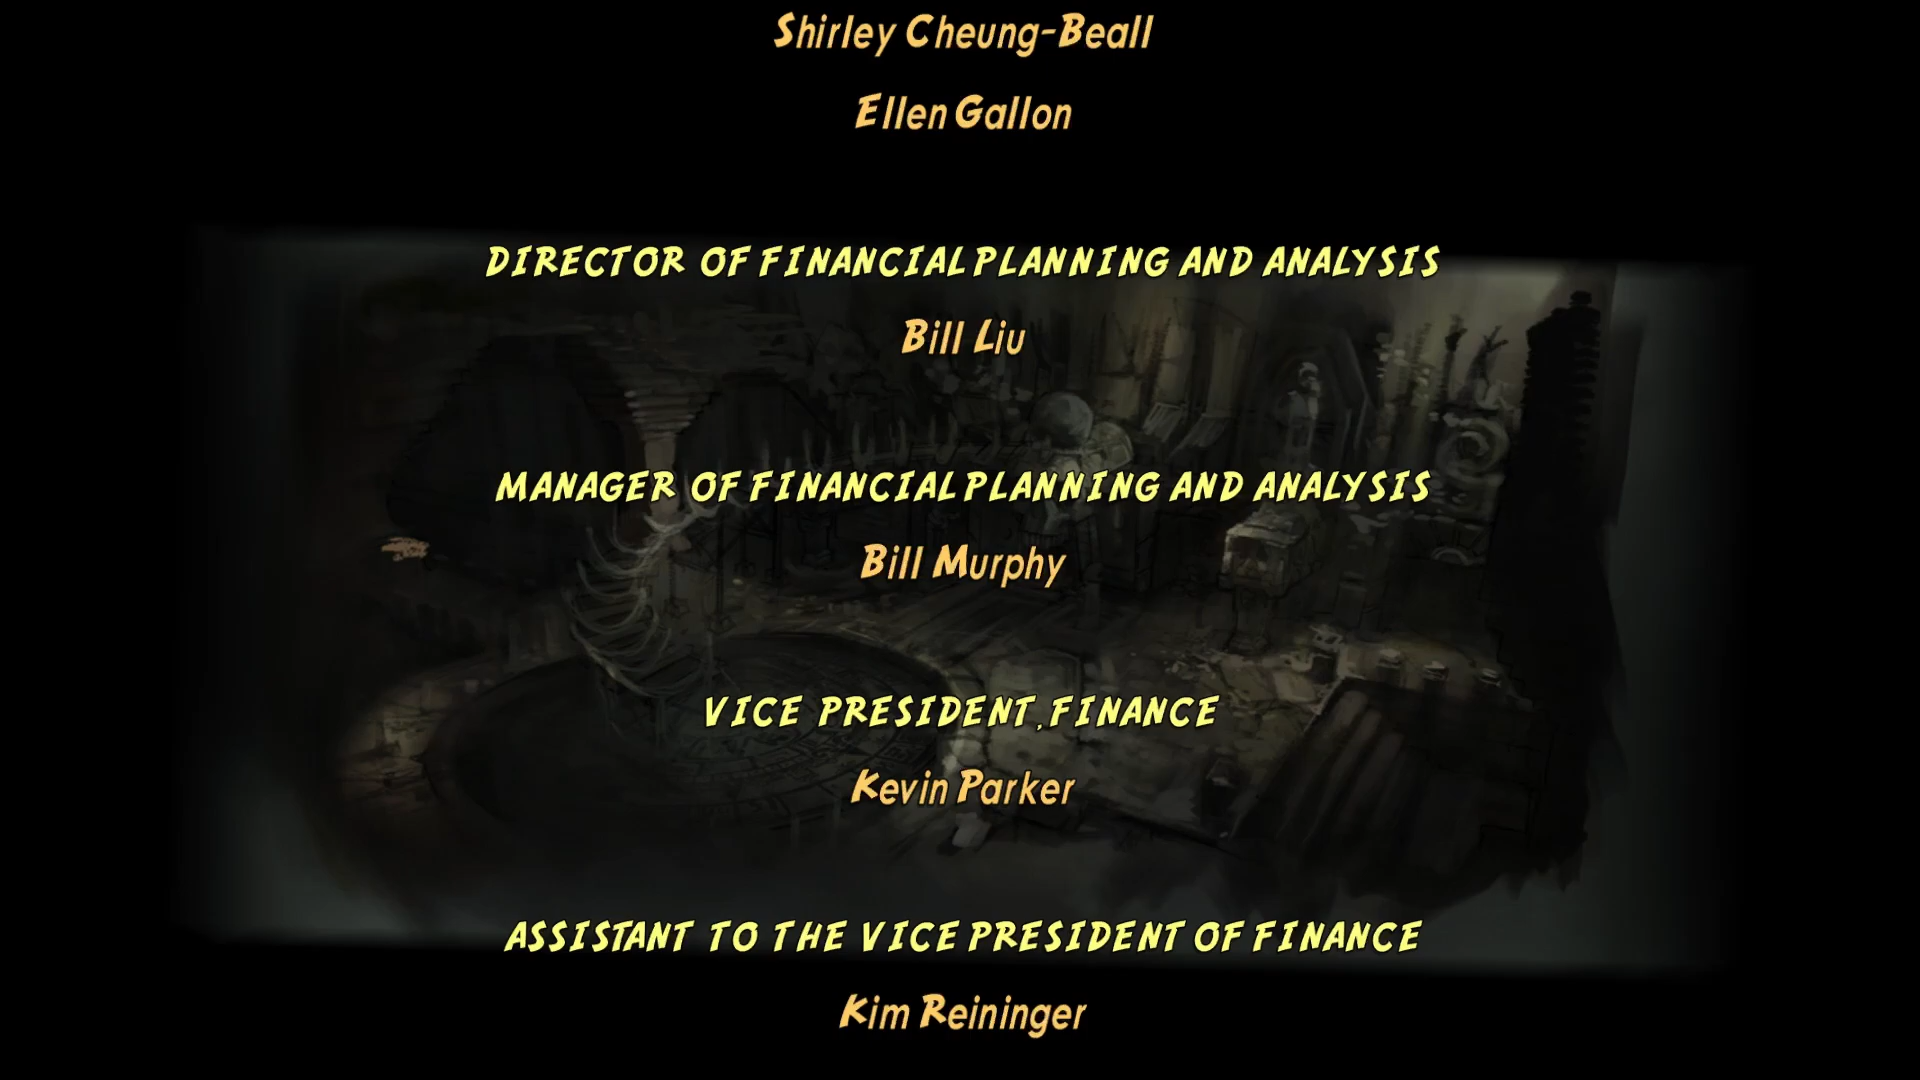 Shirley Cheung-Beall
Ellen Gallon
DIRECTOR OF FINANCIAL PLANNING AND ANALYSIS
Bill Liu
MANAGER OF FINANCIAL PLANNING AND ANALYSIS
Bill Murphy
VICE PRESIDENT, FINANCE
Kevin Parker
ASSISTANT TO THE VICE PRESIDENT OF FINANCE
Kim Reininger